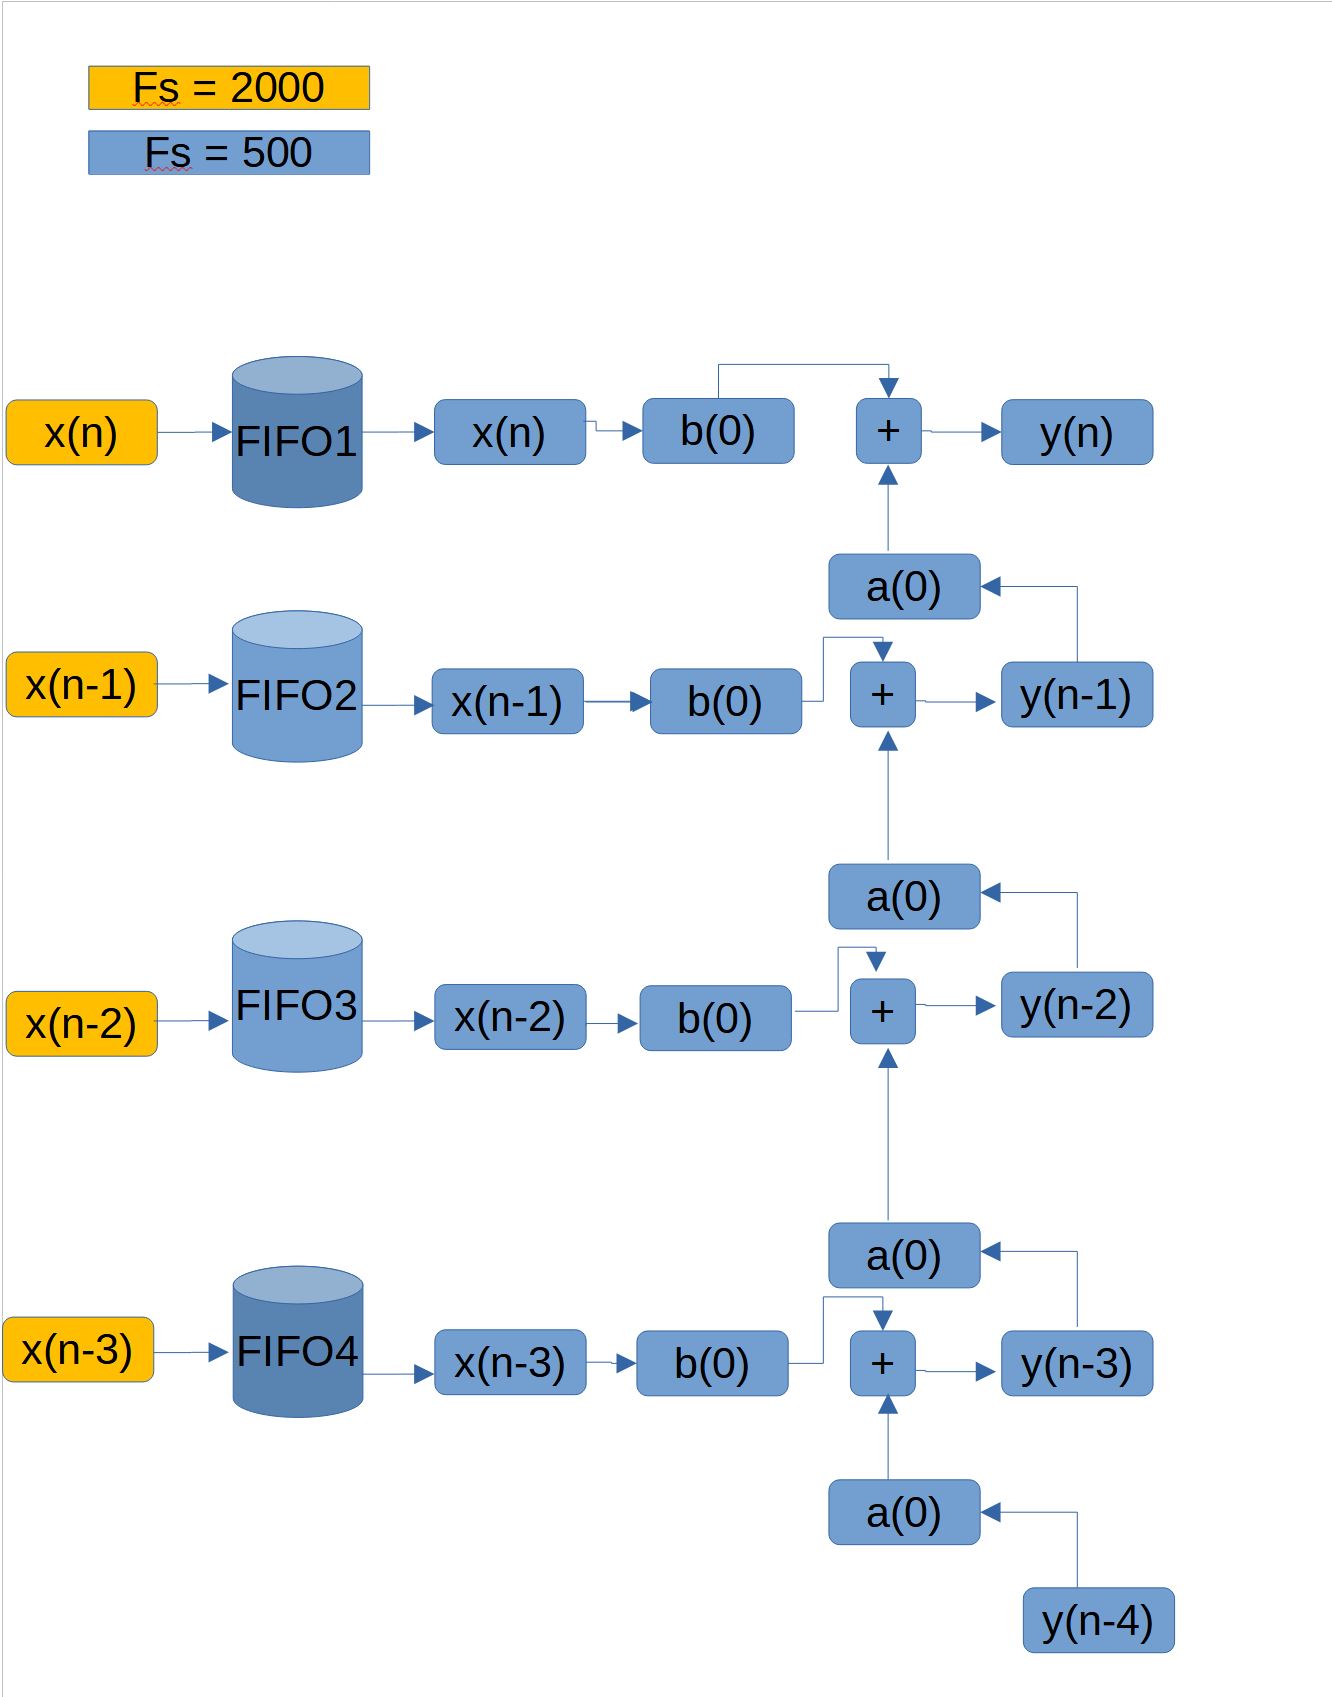 Fs = 2000
Fs = 500
x(n)
FIFO1
x(n)
b(0)
+
y(n)
a(0)
x(n-1)
FIFO2
x(n-1)
b(0)
+
y(n-1)
a(0)
x(n-2)
FIFO3
x(n-2)
b(0)
+
y(n-2)
a(0)
x(n-3)
FIFO4
x(n-3)
b(0)
+
y(n-3)
a(0)
y(n-4)